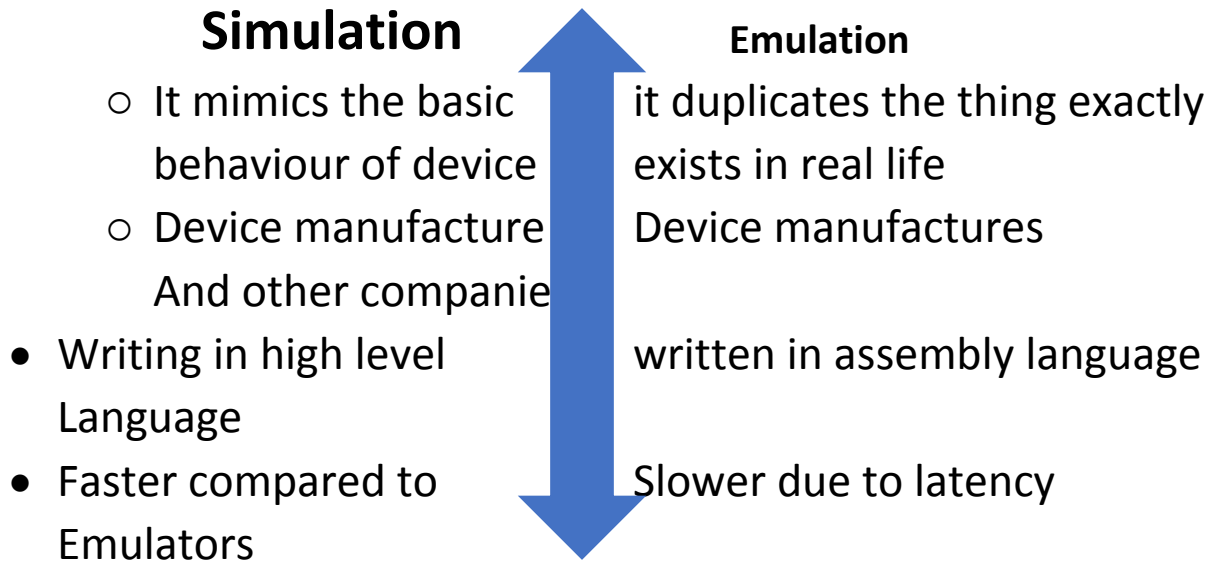 Simulation Emulation
○ It mimics the basic it duplicates the thing exactly
behaviour of device exists in real life
○ Device manufacture Device manufactures
And other companie
• Writing in high level written in assembly language
Language
• Faster compared to Slower due to latency
Emulators